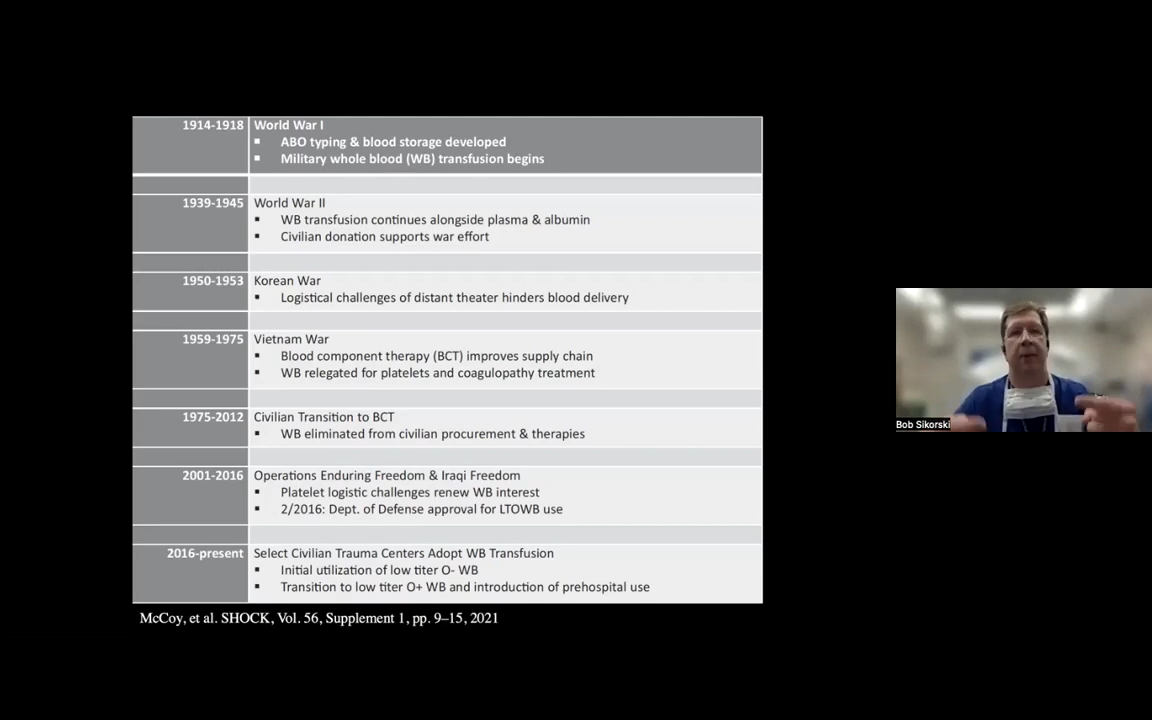 1914-1918 World War I
▪ ABO typing & blood storage developed
▪ Military whole blood (WB) transfusion begins
1939-1945 World War II
▪ WB transfusion continues alongside plasma & albumin
▪ Civilian donation supports war effort
1950-1953 Korean War
▪ Logistical challenges of distant theater hinders blood delivery
1959-1975 Vietnam War
▪ Blood component therapy (BCT) improves supply chain
▪ WB relegated for platelets and coagulopathy treatment
1975-2012 Civilian Transition to BCT
▪ WB eliminated from civilian procurement & therapies
2001-2016 Operations Enduring Freedom & Iraqi Freedom
▪ Platelet logistic challenges renew WB interest
▪ 2/2016: Dept. of Defense approval for LTOWB use
2016-present Select Civilian Trauma Centers Adopt WB Transfusion
▪ Initial utilization of low titer O- WB
▪ Transition to low titer O+ WB and introduction of prehospital use
McCoy, et al. SHOCK, Vol. 56, Supplement 1, pp. 9–15, 2021
Bob Sikorski